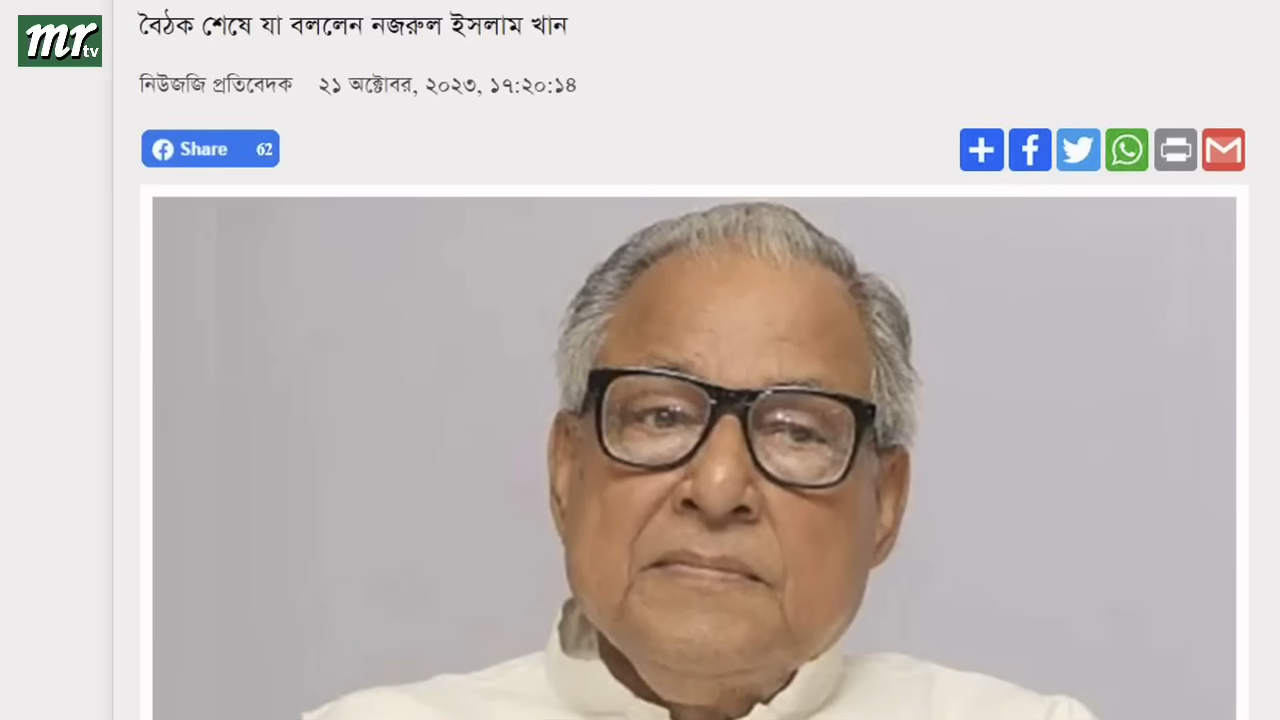 mr tv
বৈঠক শেষে যা বললেন নজরুল ইসলাম খান
নিউজজি প্রতিবেদক ২১ অক্টোবর, ২০২৩, ১৭:২০:১৪
Share 62